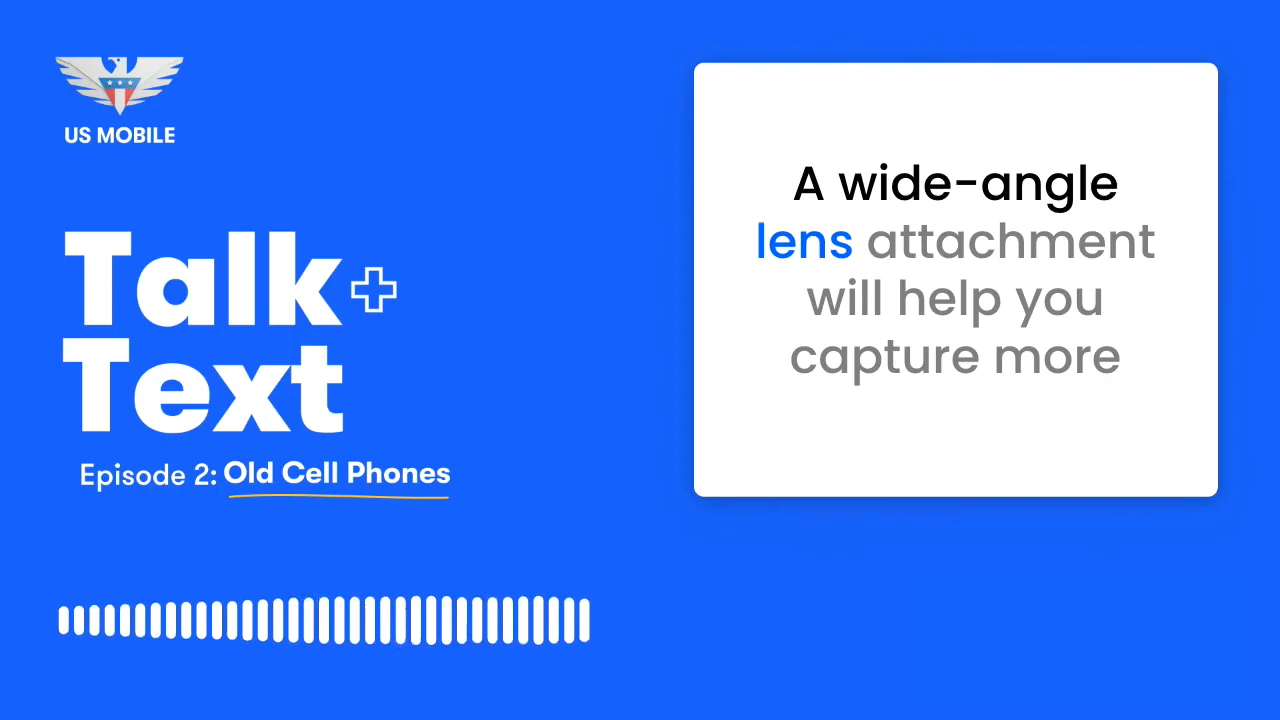 US MOBILE
Talk+
Text
Episode 2: Old Cell Phones
A wide-angle
lens attachment
will help you
capture more